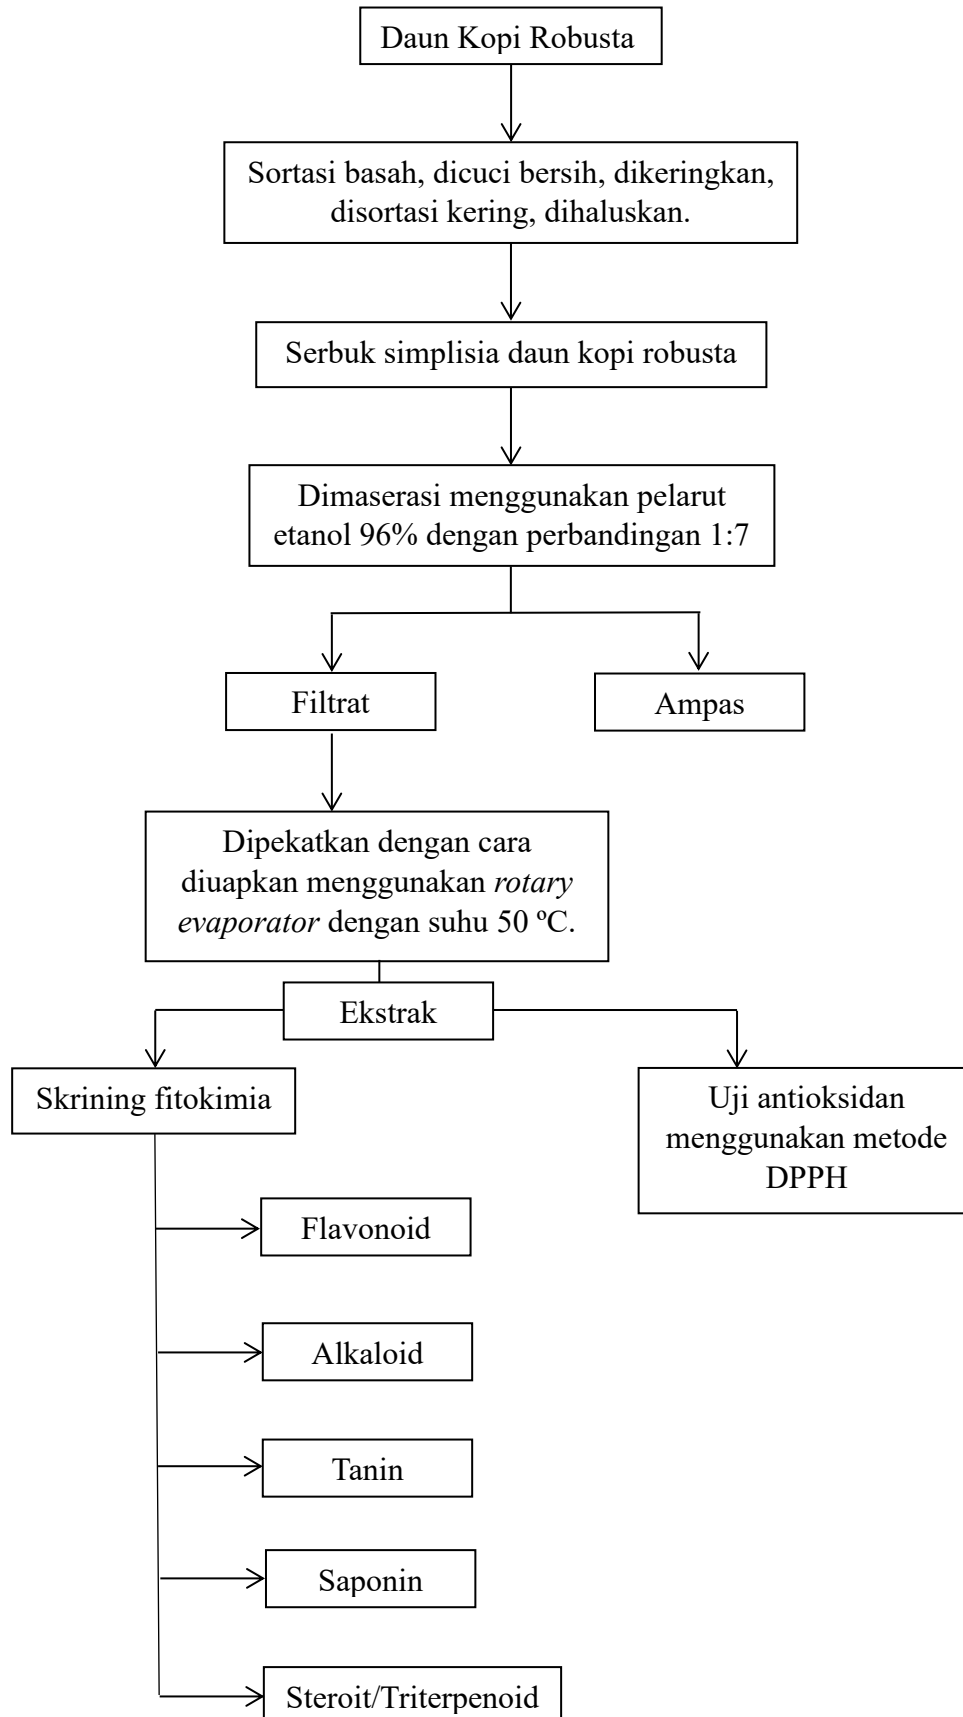 Daun Kopi Robusta
Sortasi basah, dicuci bersih, dikeringkan,
disortasi kering, dihaluskan.
Serbuk simplisia daun kopi robusta
Dimaserasi menggunakan pelarut
etanol 96% dengan perbandingan 1:7
Filtrat
Ampas
Dipekatkan dengan cara
diuapkan menggunakan rotary
evaporator dengan suhu 50 ºC.
Ekstrak
Skrining fitokimia
Uji antioksidan
menggunakan metode
DPPH
Flavonoid
Alkaloid
Tanin
Saponin
Steroit/Triterpenoid